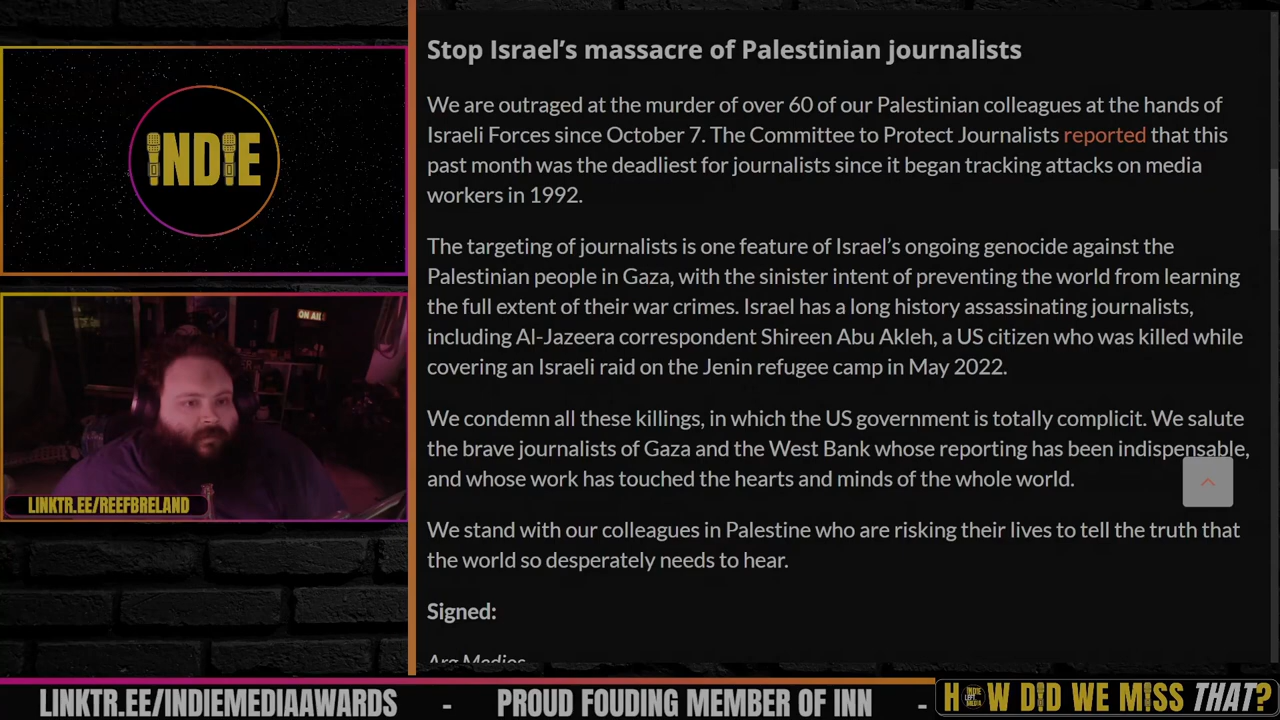 INDIE
ON AIR
LINKTR.EE/REEFBRELAND
Stop Israel's massacre of Palestinian journalists
We are outraged at the murder of over 60 of our Palestinian colleagues at the hands of
Israeli Forces since October 7. The Committee to Protect Journalists reported that this
past month was the deadliest for journalists since it began tracking attacks on media
workers in 1992.
The targeting of journalists is one feature of Israel's ongoing genocide against the
Palestinian people in Gaza, with the sinister intent of preventing the world from learning
the full extent of their war crimes. Israel has a long history assassinating journalists,
including Al-Jazeera correspondent Shireen Abu Akleh, a US citizen who was killed while
covering an Israeli raid on the Jenin refugee camp in May 2022.
We condemn all these killings, in which the US government is totally complicit. We salute
the brave journalists of Gaza and the West Bank whose reporting has been indispensable,
and whose work has touched the hearts and minds of the whole world.
We stand with our colleagues in Palestine who are risking their lives to tell the truth that
the world so desperately needs to hear.
Signed:
Arg Medios
LINKTR.EE/INDIEMEDIAAWARDS - PROUD FOUDING MEMBER OF INN -
HOW DID WE MISS THAT?